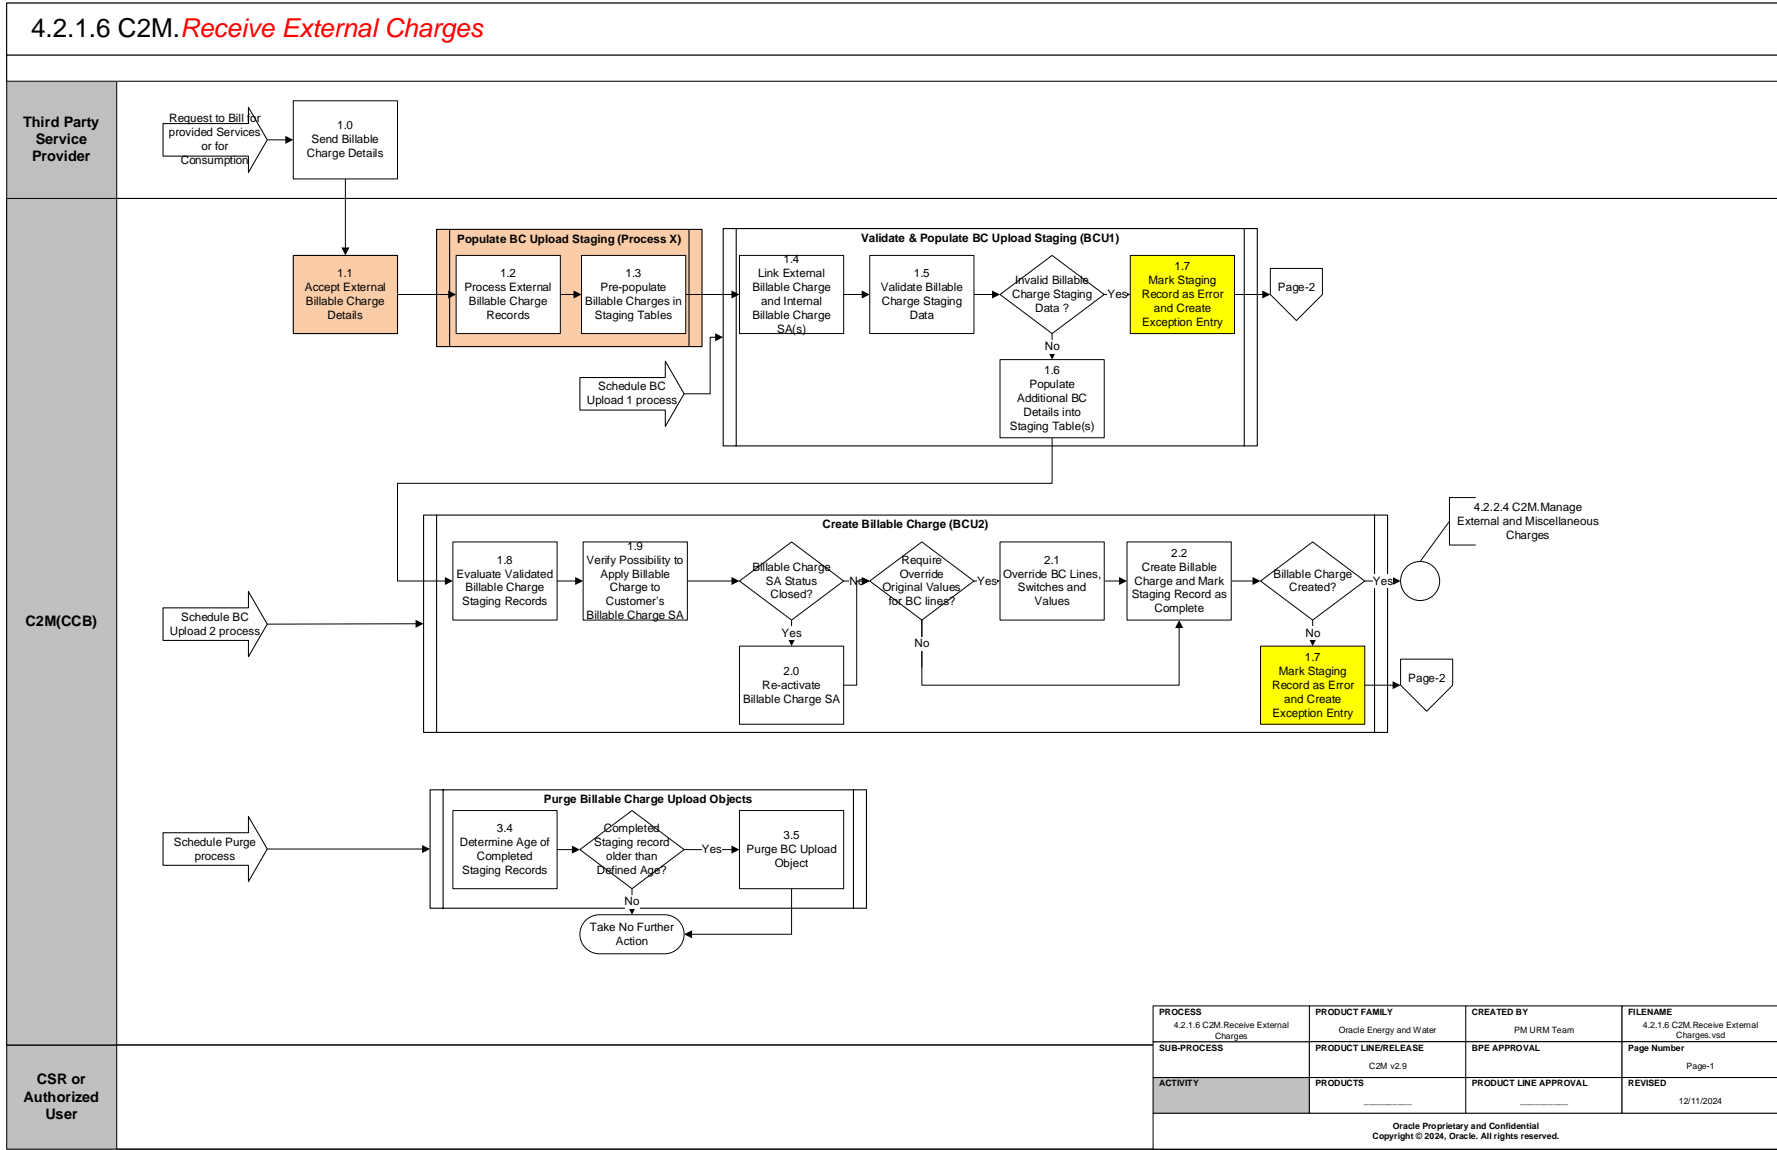 4.2.1.6 C2M.Receive External Charges
Third Party
Service
Provider
Request to Bill for
provided Services
or for
Consumption
1.0
Send Billable
Charge Details
C2M(CCB)
1.1
Accept External
Billable Charge
Details
Populate BC Upload Staging (Process X)
1.2
Process External
Billable Charge
Records
1.3
Pre-populate
Billable Charges in
Staging Tables
Validate & Populate BC Upload Staging (BCU1)
1.4
Link External
Billable Charge
and Internal
Billable Charge
SA(s)
1.5
Validate Billable
Charge Staging
Data
Invalid Billable
Charge Staging
Data ?
Yes
1.7
Mark Staging
Record as Error
and Create
Exception Entry
Page-2
No
1.6
Populate
Additional BC
Details into
Staging Table(s)
Schedule BC
Upload 1 process
Create Billable Charge (BCU2)
1.8
Evaluate Validated
Billable Charge
Staging Records
1.9
Verify Possibility to
Apply Billable
Charge to
Customer's
Billable Charge SA
Billable Charge
SA Status
Closed?
No
Yes
2.0
Re-activate
Billable Charge SA
Require
Override
Original Values
for BC lines?
Yes
No
2.1
Override BC Lines,
Switches and
Values
2.2
Create Billable
Charge and Mark
Staging Record as
Complete
Billable Charge
Created?
Yes
4.2.2.4 C2M.Manage
External and Miscellaneous
Charges
No
1.7
Mark Staging
Record as Error
and Create
Exception Entry
Page-2
Schedule BC
Upload 2 process
Purge Billable Charge Upload Objects
Schedule Purge
process
3.4
Determine Age of
Completed
Staging Records
Completed
Staging record
older than
Defined Age?
Yes
3.5
Purge BC Upload
Object
No
Take No Further
Action
CSR or
Authorized
User
PROCESS
4.2.1.6 C2M.Receive External
Charges
PRODUCT FAMILY
Oracle Energy and Water
CREATED BY
PM URM Team
FILENAME
4.2.1.6 C2M.Receive External
Charges.vsd
SUB-PROCESS
PRODUCT LINE/RELEASE
C2M v2.9
BPE APPROVAL
Page Number
Page-1
ACTIVITY
PRODUCTS
PRODUCT LINE APPROVAL
REVISED
12/11/2024
Oracle Proprietary and Confidential
Copyright © 2024, Oracle. All rights reserved.